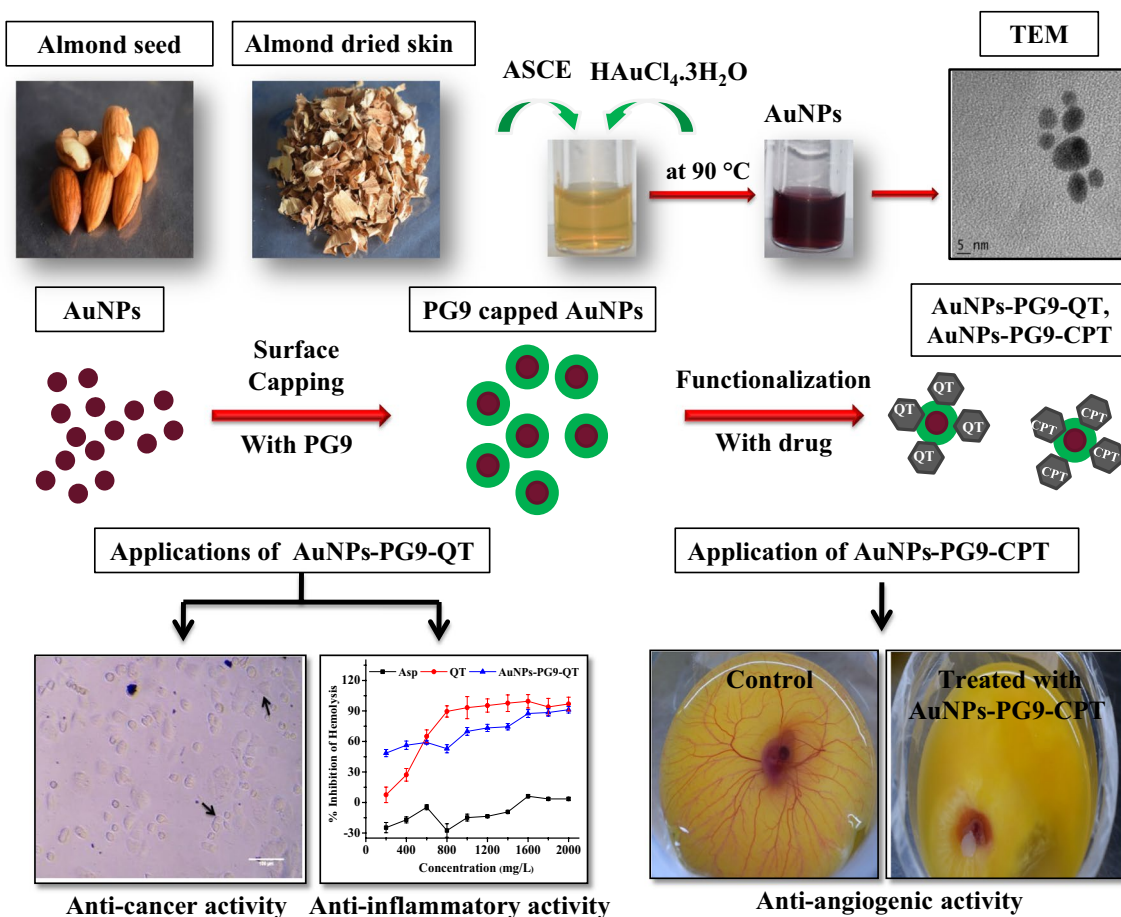 Almond seed
Almond dried skin
ASCE
HAuCl₄.3H₂O
AuNPs
at 90 °C
TEM
5 nm
AuNPs
Surface
Capping
With PG9
PG9 capped AuNPs
Functionalization
With drug
AuNPs-PG9-QT,
AuNPs-PG9-CPT
QT
QT
QT
QT
CPT
CPT
CPT
CPT
Applications of AuNPs-PG9-QT
Application of AuNPs-PG9-CPT
Asp
QT
AuNPs-PG9-QT
% Inhibition of Hemolysis
120
90
60
30
0
-30
0
400
800
1200
1600
2000
Concentration (mg/L)
Control
Treated with
AuNPs-PG9-CPT
Anti-cancer activity
Anti-inflammatory activity
Anti-angiogenic activity